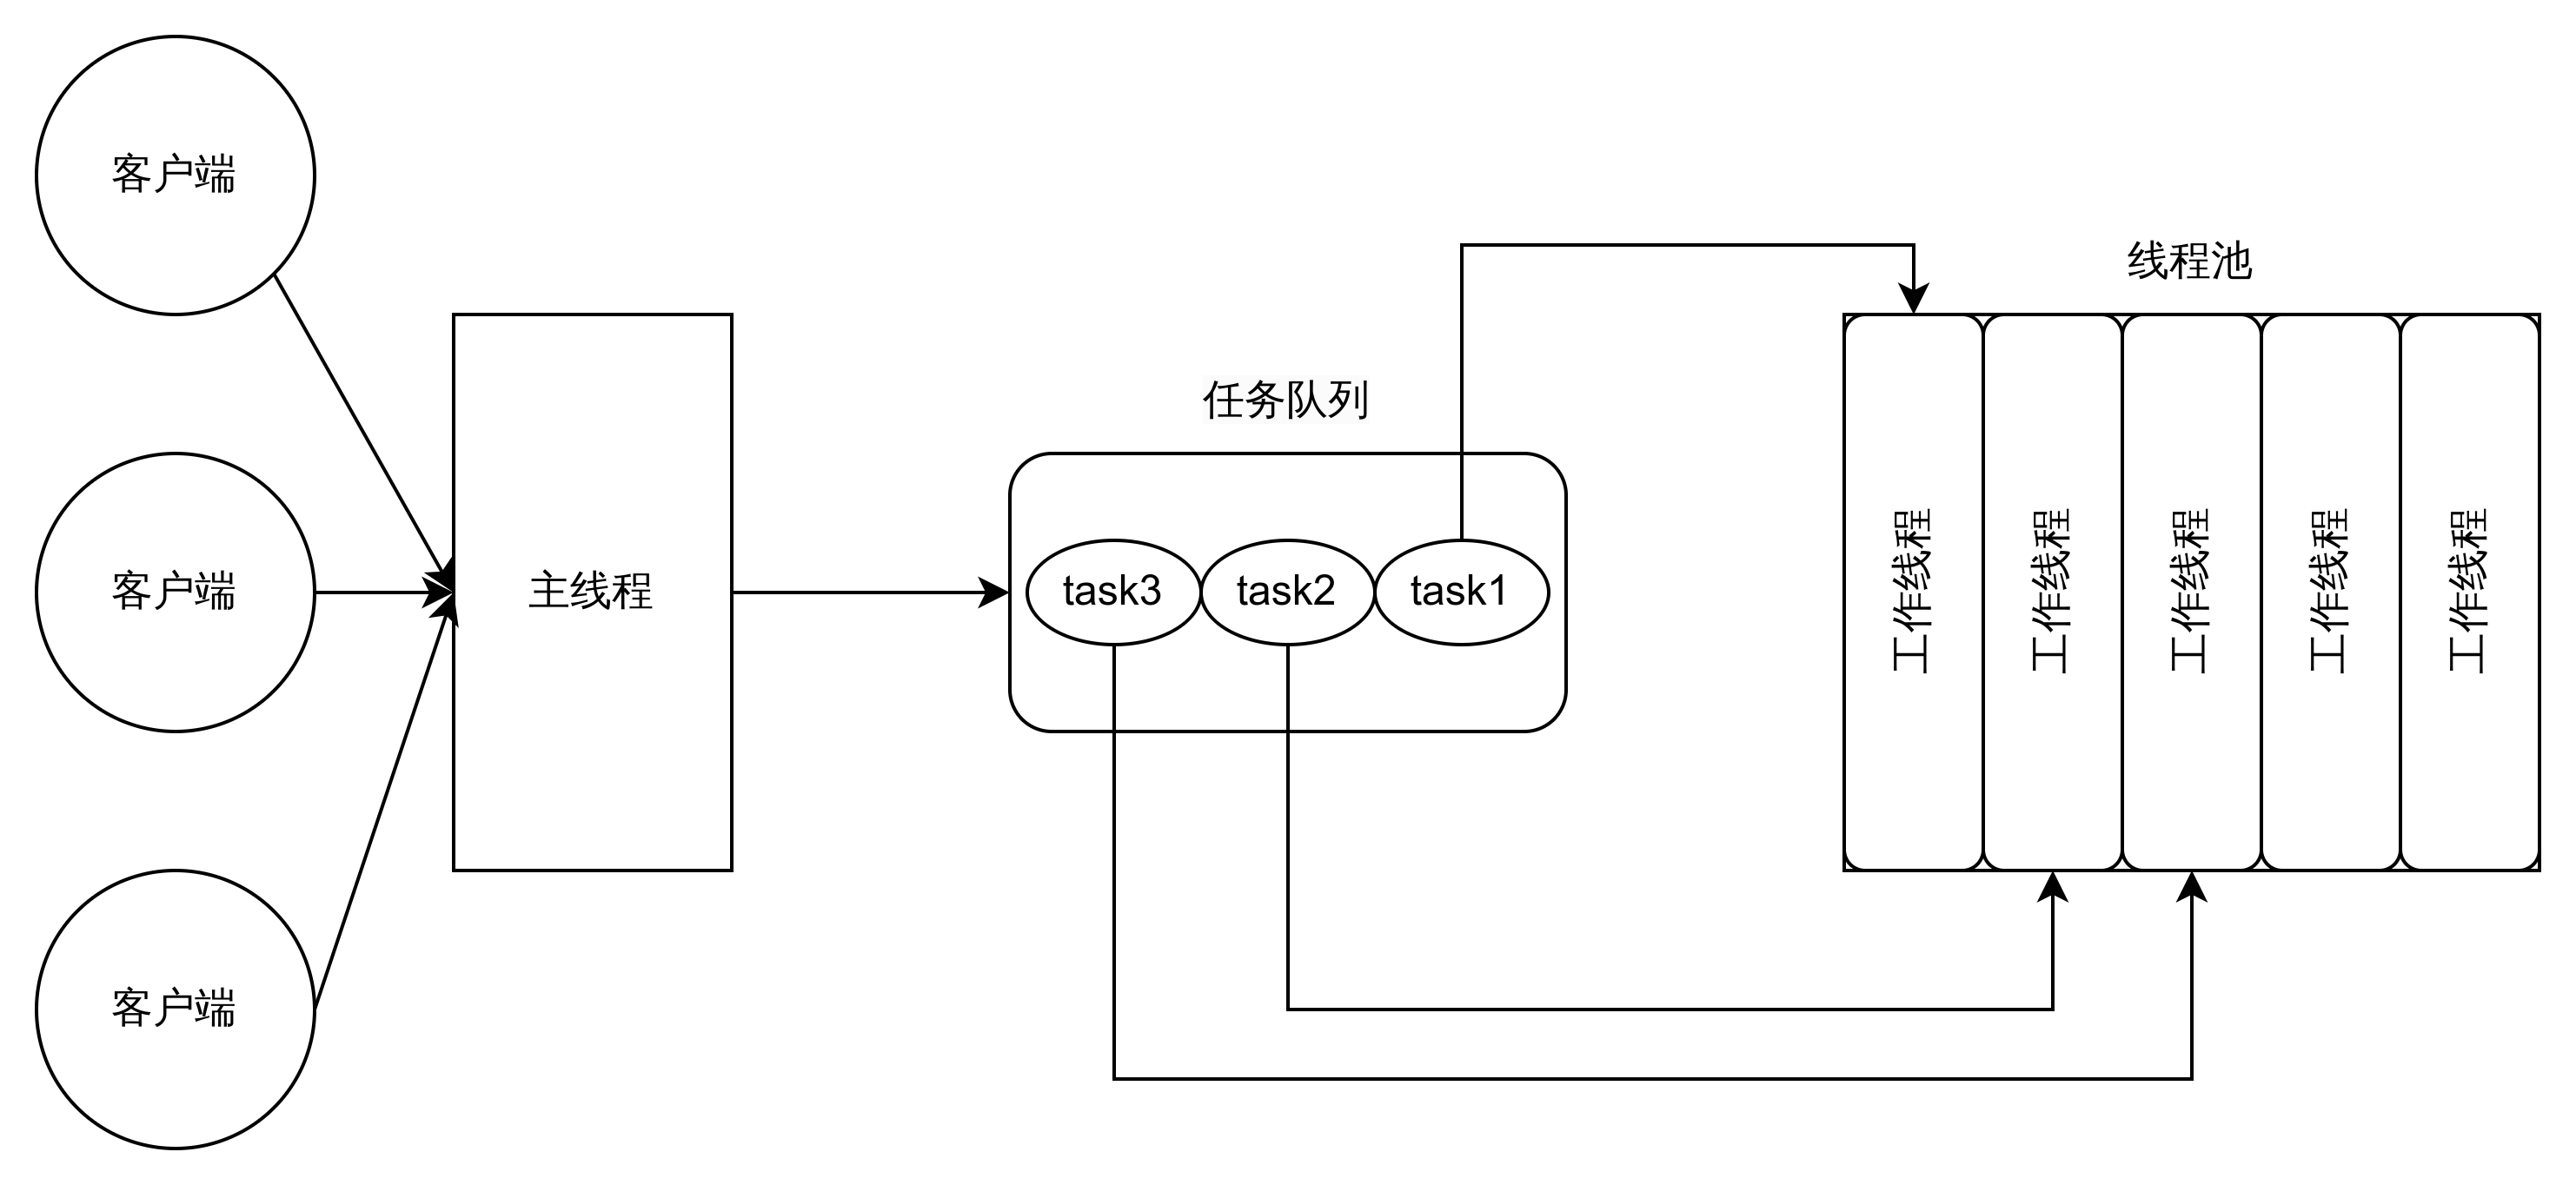 客户端
客户端
客户端
主线程
任务队列
task3
task2
task1
线程池
工作线程
工作线程
工作线程
工作线程
工作线程